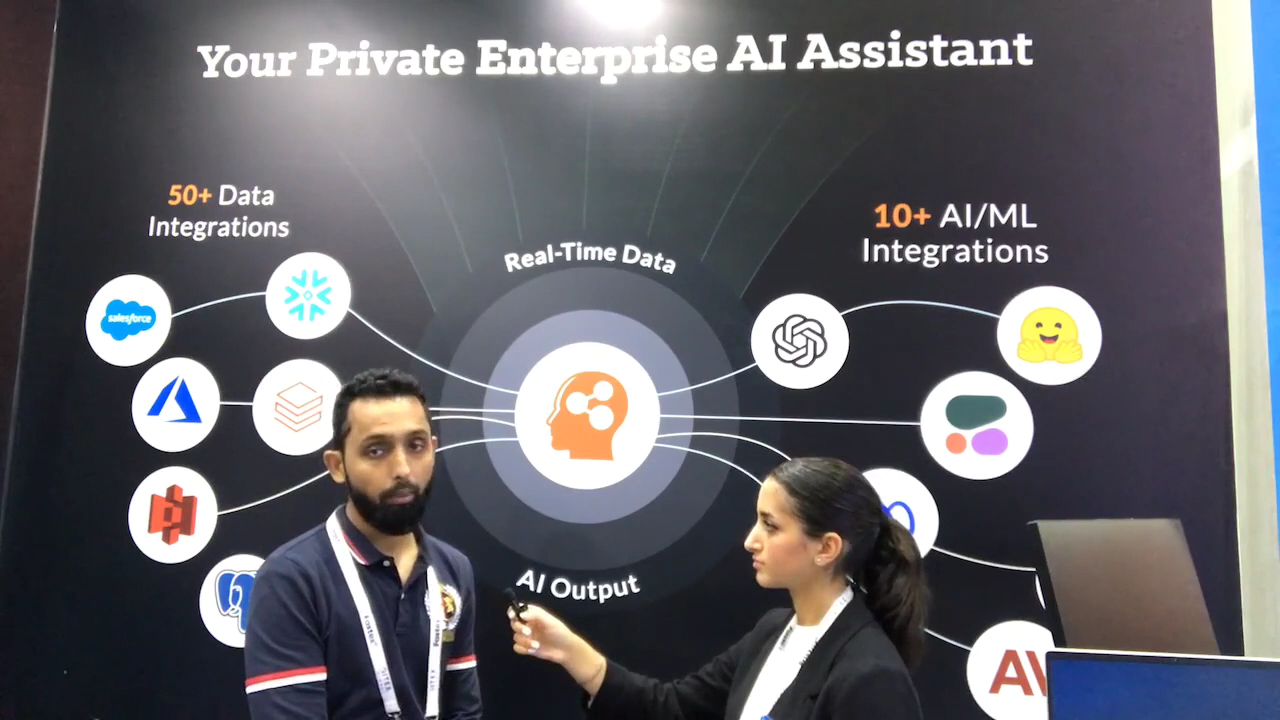 Your Private Enterprise AI Assistant
50+ Data
Integrations
10+ AI/ML
Integrations
Real-Time Data
salesforce
AI Output